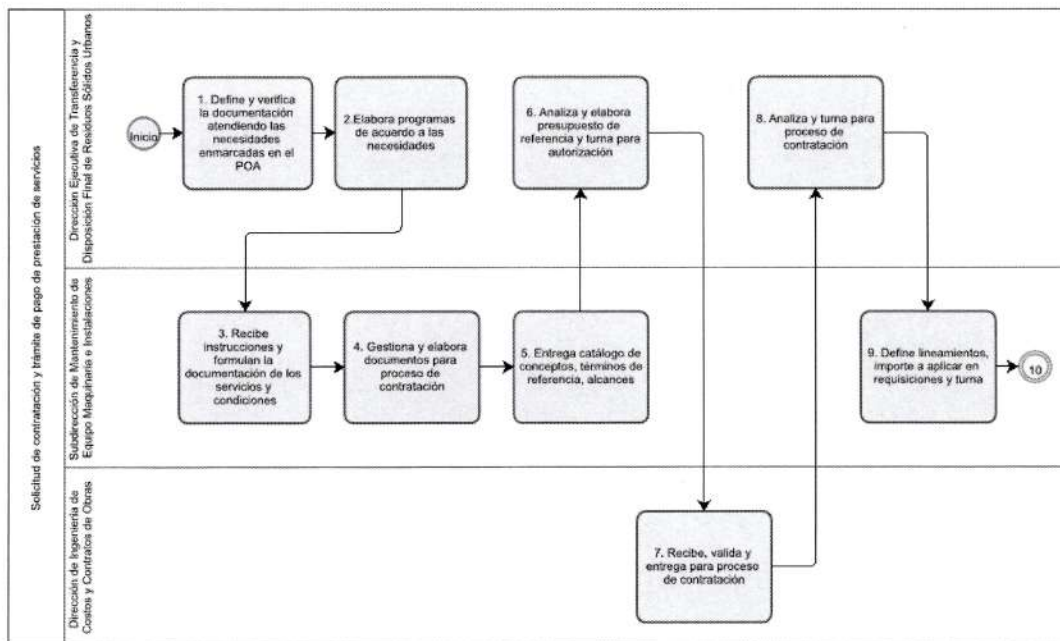 Solicitud de contratación y trámite de pago de prestación de servicios
Dirección Ejecutiva de Transferencia y
Disposición Final de Residuos Sólidos Urbanos
Inicio
1. Define y verifica
la documentación
atendiendo las
necesidades
enmarcadas en el
POA
2.Elabora programas
de acuerdo a las
necesidades
6. Analiza y elabora
presupuesto de
referencia y turna para
autorización
8. Analiza y turna para
proceso de
contratación
Subdirección de Mantenimiento de
Equipo Maquinaria e Instalaciones
3. Recibe
instrucciones y
formulan la
documentación de los
servicios y
condiciones
4. Gestiona y elabora
documentos para
proceso de
contratación
5. Entrega catálogo de
conceptos, términos de
referencia, alcances
9. Define lineamientos,
importe a aplicar en
requisiciones y turna
10
Dirección de Ingeniería de
Costos y Contratos de Obras
7. Recibe, valida y
entrega para proceso
de contratación